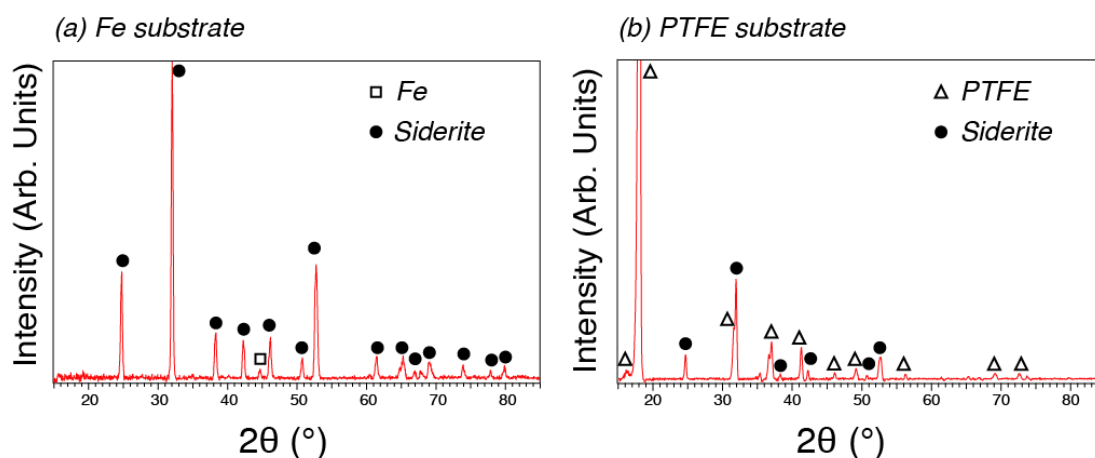 (a) Fe substrate
Intensity (Arb. Units)
Fe
Siderite
20 30 40 50 60 70 80
2θ (°)
(b) PTFE substrate
Intensity (Arb. Units)
PTFE
Siderite
20 30 40 50 60 70 80
2θ (°)